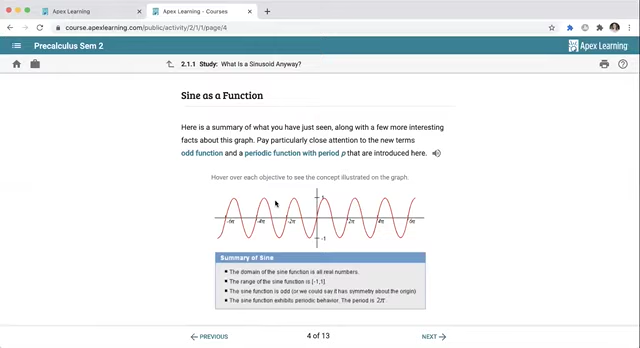 Apex Learning
Apex Learning - Courses
course.apexlearning.com/public/activity/2/1/1/page/4
Precalculus Sem 2
Apex Learning
2.1.1 Study: What Is a Sinusoid Anyway?
Sine as a Function
Here is a summary of what you have just seen, along with a few more interesting
facts about this graph. Pay particularly close attention to the new terms
odd function and a periodic function with period p that are introduced here.
Hover over each objective to see the concept illustrated on the graph.
1
-6π -4π -2π 2π 4π 6π
-1
Summary of Sine
The domain of the sine function is all real numbers.
The range of the sine function is [-1,1]
The sine function is odd (or we could say it has symmetry about the origin)
The sine function exhibits periodic behavior. The period is 2π
PREVIOUS
4 of 13
NEXT